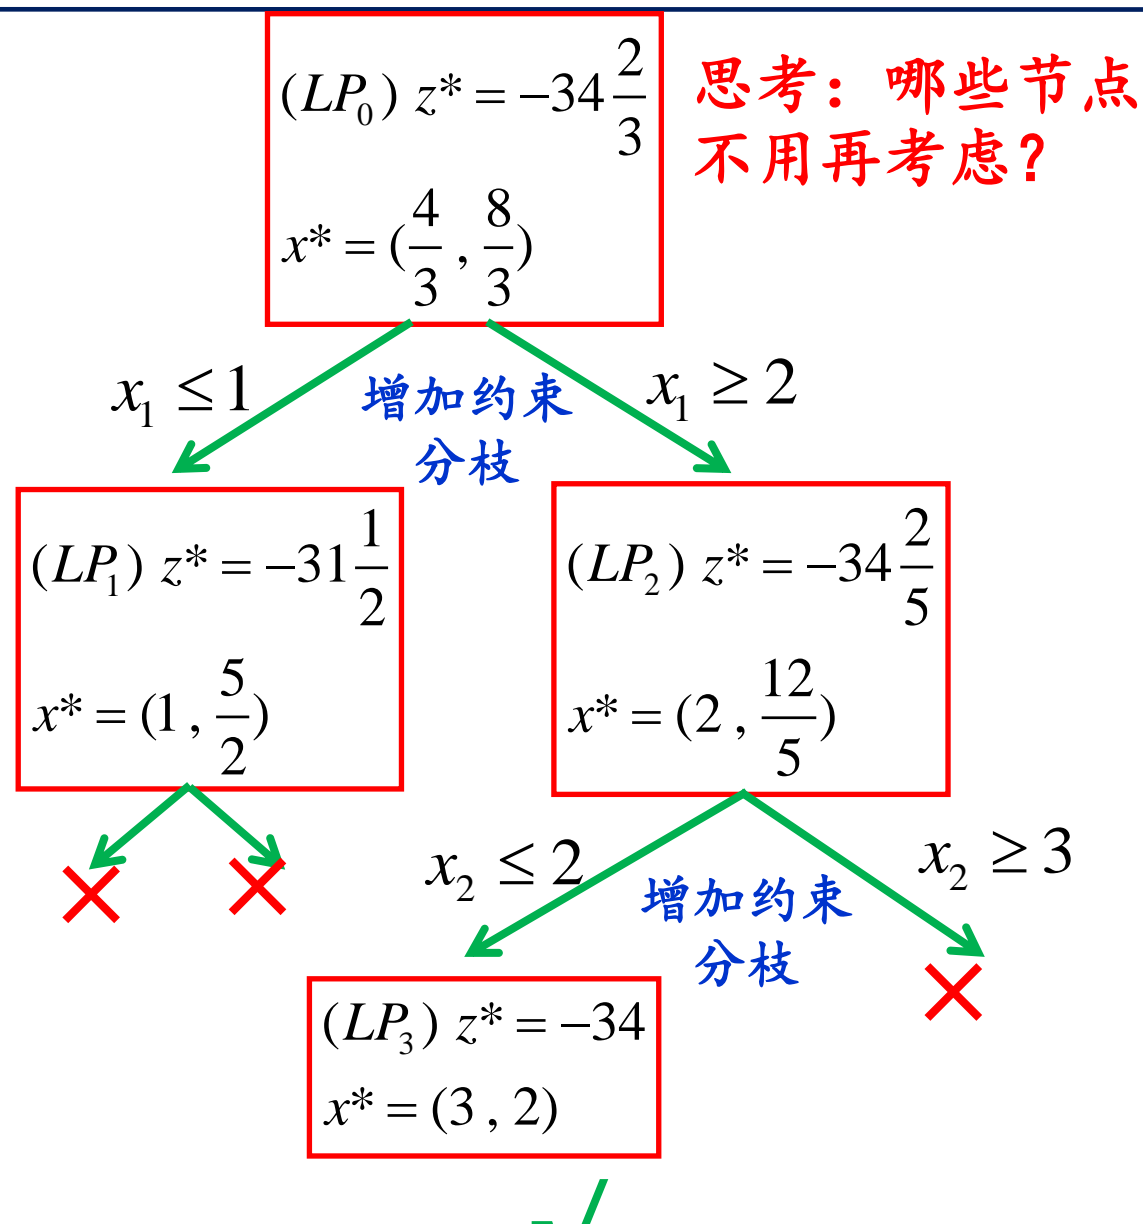 (LP₀) z* = −34 2/3
x* = (4/3 , 8/3)
思考：哪些节点
不用再考虑？
x₁ ≤ 1
增加约束
分枝
x₁ ≥ 2
(LP₁) z* = −31 1/2
x* = (1 , 5/2)
(LP₂) z* = −34 2/5
x* = (2 , 12/5)
x₂ ≤ 2
增加约束
分枝
x₂ ≥ 3
(LP₃) z* = −34
x* = (3 , 2)